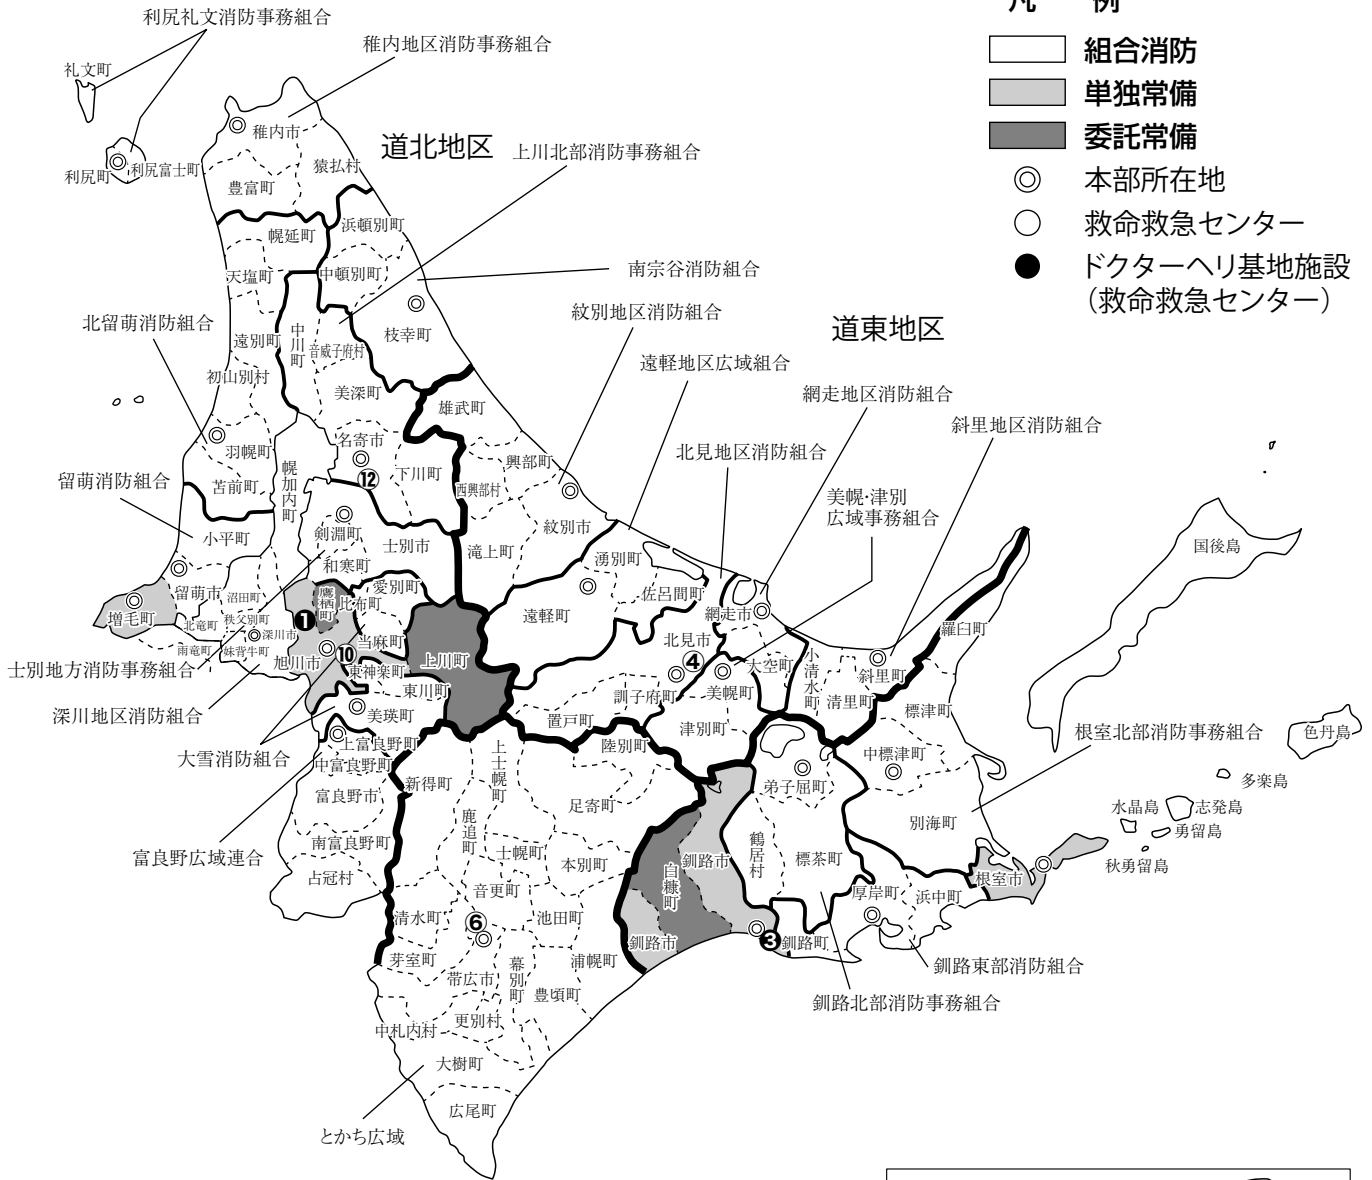 凡　例
組合消防
単独常備
委託常備
本部所在地
救命救急センター
ドクターヘリ基地施設
（救命救急センター）
利尻礼文消防事務組合
稚内地区消防事務組合
礼文町
稚内市
道北地区
上川北部消防事務組合
猿払村
利尻町
利尻富士町
豊富町
浜頓別町
幌延町
天塩町
中頓別町
南宗谷消防組合
紋別地区消防組合
道東地区
北留萌消防組合
遠別町
中川町
音威子府村
枝幸町
遠軽地区広域組合
初山別村
美深町
網走地区消防組合
雄武町
斜里地区消防組合
名寄市
羽幌町
興部町
北見地区消防組合
幌加内町
⑫
下川町
留萌消防組合
苫前町
西興部村
美幌・津別
広域事務組合
剣淵町
紋別市
小平町
士別市
滝上町
湧別町
国後島
和寒町
愛別町
留萌市
沼田町
鷹栖町
比布町
佐呂間町
増毛町
北竜町
秩父別町
❶
遠軽町
網走市
羅臼町
深川市
当麻町
北見市
雨竜町
妹背牛町
旭川市
⑩
上川町
④
大空町
小清水町
斜里町
士別地方消防事務組合
東神楽町
東川町
訓子府町
美幌町
清里町
深川地区消防組合
美瑛町
置戸町
津別町
標津町
大雪消防組合
上富良野町
陸別町
根室北部消防事務組合
色丹島
中富良野町
上士幌町
中標津町
新得町
弟子屈町
多楽島
富良野市
足寄町
水晶島
志発島
鹿追町
別海町
勇留島
南富良野町
富良野広域連合
士幌町
本別町
釧路市
鶴居村
標茶町
秋勇留島
占冠村
白糠町
根室市
音更町
厚岸町
浜中町
清水町
⑥
池田町
釧路市
❸
釧路町
芽室町
浦幌町
釧路東部消防組合
帯広市
幕別町
豊頃町
釧路北部消防事務組合
中札内村
更別村
大樹町
広尾町
とかち広域